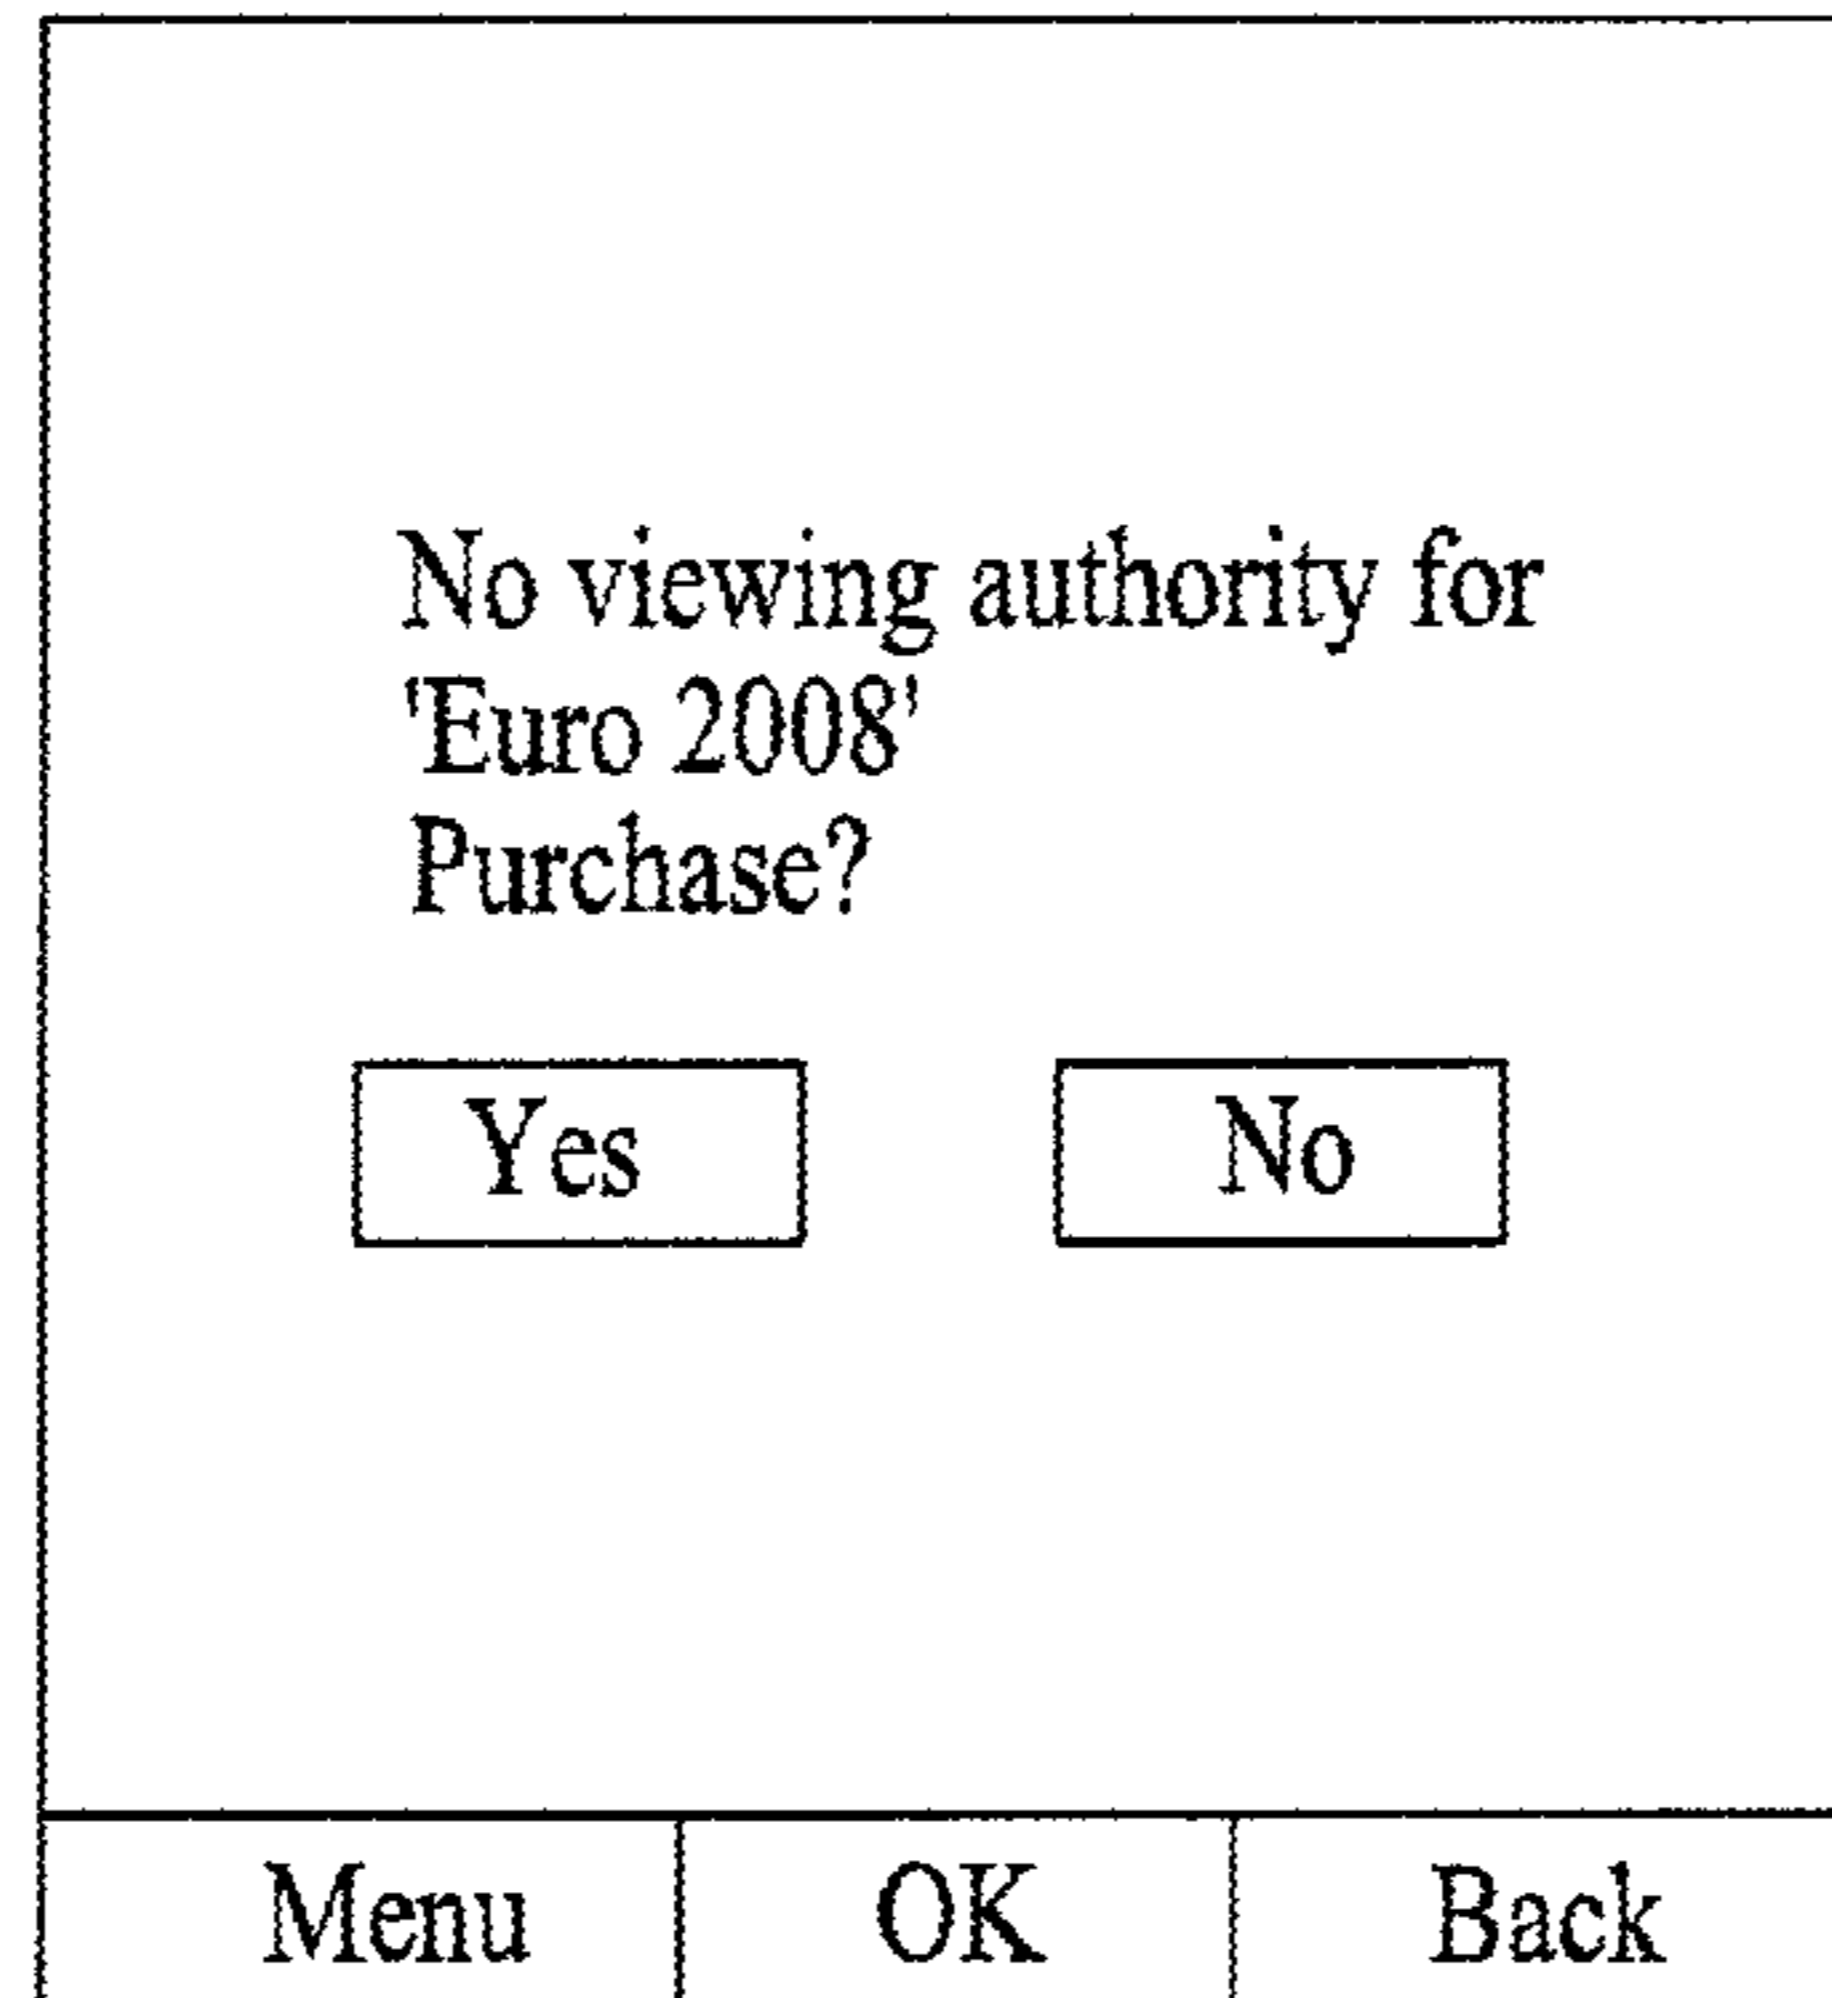 No viewing authority for
'Euro 2008'
Purchase?
Yes No
Menu OK Back